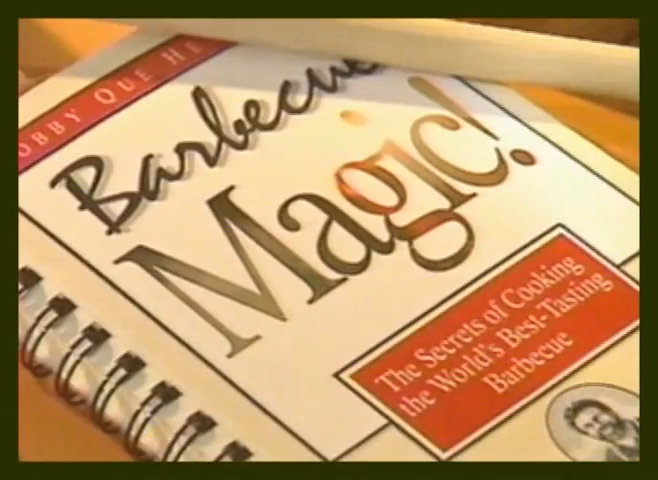 OBBY QUE HE
Barbecue
Magic!
The Secrets of Cooking
the World's Best-Tasting
Barbecue